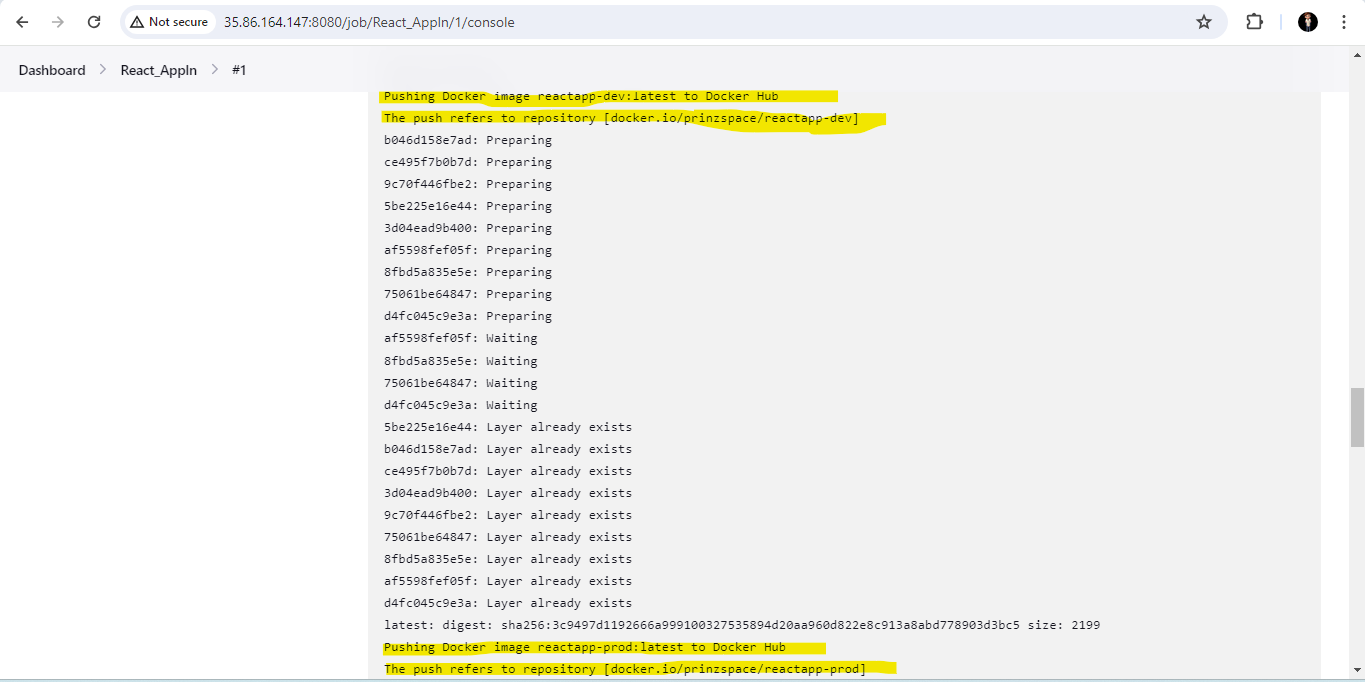 Not secure 35.86.164.147:8080/job/React_AppIn/1/console
Dashboard > React_AppIn > #1
Pushing Docker image reactapp-dev:latest to Docker Hub
The push refers to repository [docker.io/prinzspace/reactapp-dev]
b046d158e7ad: Preparing
ce495f7b0b7d: Preparing
9c70f446fbe2: Preparing
5be225e16e44: Preparing
3d04ead9b400: Preparing
af5598fef05f: Preparing
8fbd5a835e5e: Preparing
75061be64847: Preparing
d4fc045c9e3a: Preparing
af5598fef05f: Waiting
8fbd5a835e5e: Waiting
75061be64847: Waiting
d4fc045c9e3a: Waiting
5be225e16e44: Layer already exists
b046d158e7ad: Layer already exists
ce495f7b0b7d: Layer already exists
3d04ead9b400: Layer already exists
9c70f446fbe2: Layer already exists
75061be64847: Layer already exists
8fbd5a835e5e: Layer already exists
af5598fef05f: Layer already exists
d4fc045c9e3a: Layer already exists
latest: digest: sha256:3c9497d1192666a999100327535894d20aa960d822e8c913a8abd778903d3bc5 size: 2199
Pushing Docker image reactapp-prod:latest to Docker Hub
The push refers to repository [docker.io/prinzspace/reactapp-prod]